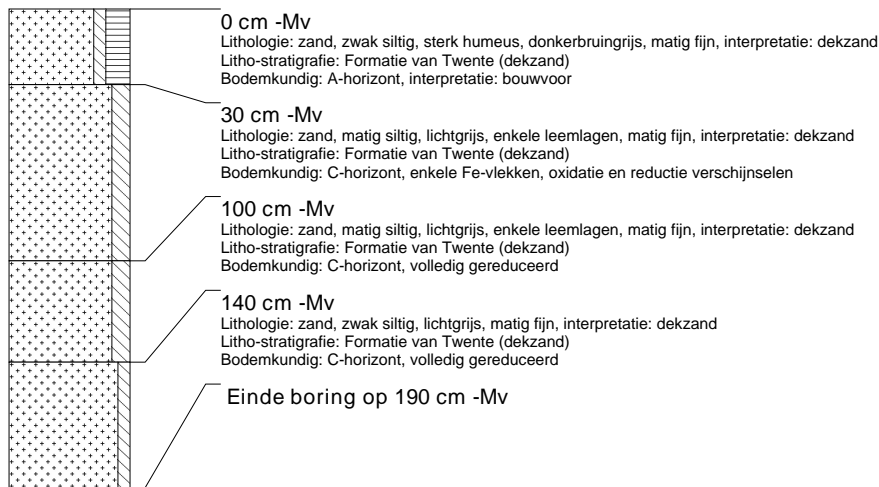 0 cm -Mv
Lithologie: zand, zwak siltig, sterk humeus, donkerbruingrijs, matig fijn, interpretatie: dekzand
Litho-stratigrafie: Formatie van Twente (dekzand)
Bodemkundig: A-horizont, interpretatie: bouwvoor
30 cm -Mv
Lithologie: zand, matig siltig, lichtgrijs, enkele leemlagen, matig fijn, interpretatie: dekzand
Litho-stratigrafie: Formatie van Twente (dekzand)
Bodemkundig: C-horizont, enkele Fe-vlekken, oxidatie en reductie verschijnselen
100 cm -Mv
Lithologie: zand, matig siltig, lichtgrijs, enkele leemlagen, matig fijn, interpretatie: dekzand
Litho-stratigrafie: Formatie van Twente (dekzand)
Bodemkundig: C-horizont, volledig gereduceerd
140 cm -Mv
Lithologie: zand, zwak siltig, lichtgrijs, matig fijn, interpretatie: dekzand
Litho-stratigrafie: Formatie van Twente (dekzand)
Bodemkundig: C-horizont, volledig gereduceerd
Einde boring op 190 cm -Mv